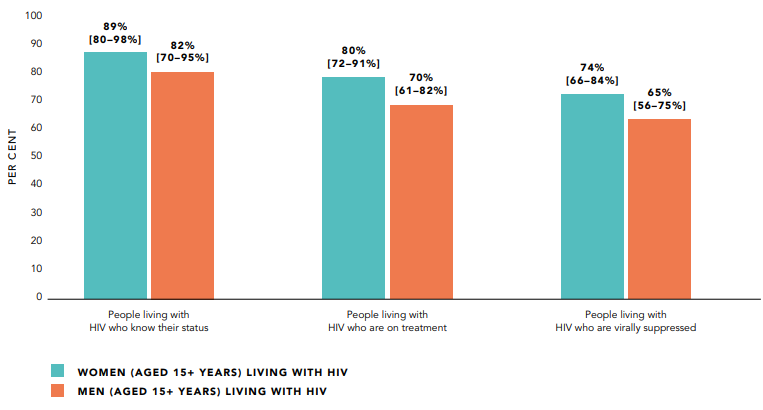 100
90
80
70
60
50
40
30
20
10
0
PER CENT
89%
[80–98%]
82%
[70–95%]
80%
[72–91%]
70%
[61–82%]
74%
[66–84%]
65%
[56–75%]
People living with
HIV who know their status
People living with
HIV who are on treatment
People living with
HIV who are virally suppressed
WOMEN (AGED 15+ YEARS) LIVING WITH HIV
MEN (AGED 15+ YEARS) LIVING WITH HIV